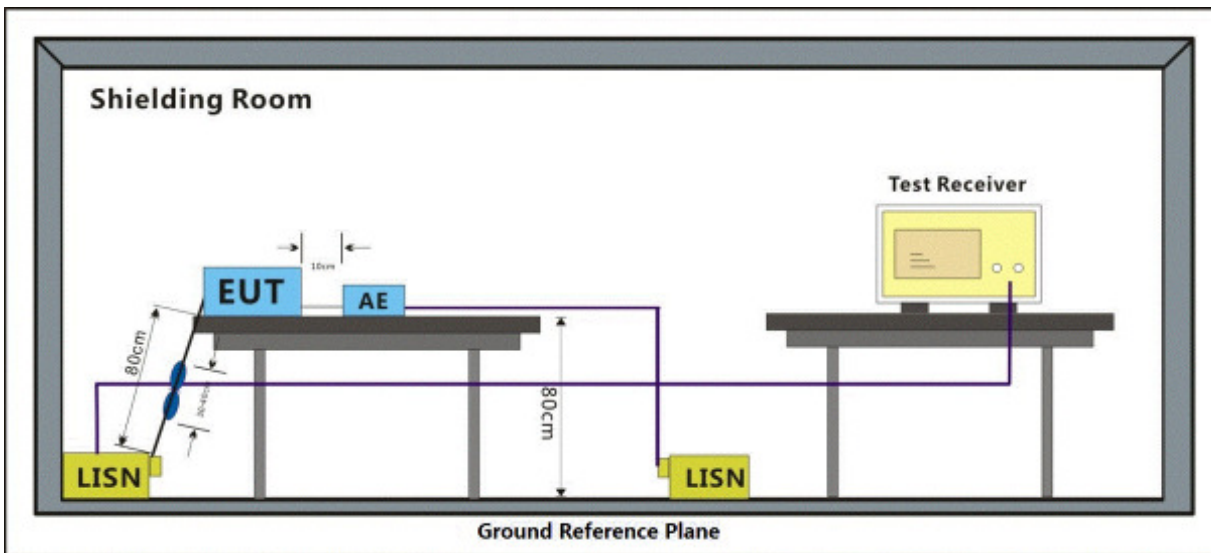 Shielding Room
Test Receiver
10cm
EUT
AE
80cm
80cm
LISN
LISN
Ground Reference Plane